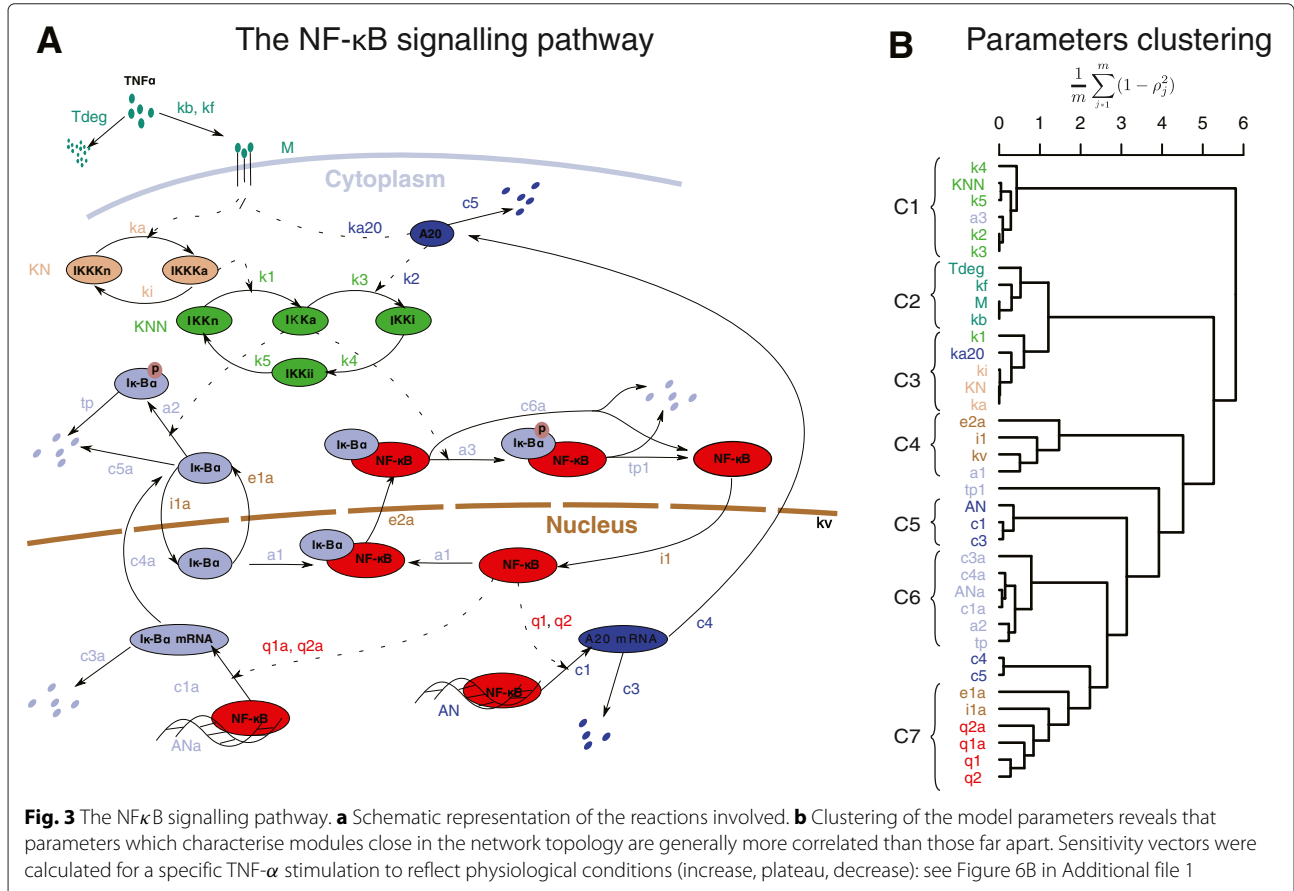 A
The NF-κB signalling pathway
TNFα
kb, kf
Tdeg
M
Cytoplasm
c5
ka20
A20
ka
KN
IKKKn
IKKKa
ki
k1
k3
k2
KNN
IKKn
IKKa
IKKi
k5
k4
IKKii
p
Iκ-Bα
tp
a2
c6a
Iκ-Bα
NF-κB
a3
p
Iκ-Bα
NF-κB
tp1
NF-κB
c5a
Iκ-Bα
e1a
i1a
e2a
Nucleus
kv
c4a
Iκ-Bα
a1
Iκ-Bα
NF-κB
a1
NF-κB
i1
q1, q2
c4
Iκ-Bα mRNA
q1a, q2a
A20 mRNA
c3a
c1a
c1
c3
NF-κB
AN
NF-κB
ANa
B
Parameters clustering
1/m ∑ j=1 m (1 − ρj²)
0 1 2 3 4 5 6
C1
k4
KNN
k5
a3
k2
k3
C2
Tdeg
kf
M
kb
C3
k1
ka20
ki
KN
ka
C4
e2a
i1
kv
a1
tp1
C5
AN
c1
c3
C6
c3a
c4a
ANa
c1a
a2
tp
c4
c5
C7
e1a
i1a
q2a
q1a
q1
q2
Fig. 3 The NFκB signalling pathway. a Schematic representation of the reactions involved. b Clustering of the model parameters reveals that
parameters which characterise modules close in the network topology are generally more correlated than those far apart. Sensitivity vectors were
calculated for a specific TNF-α stimulation to reflect physiological conditions (increase, plateau, decrease): see Figure 6B in Additional file 1